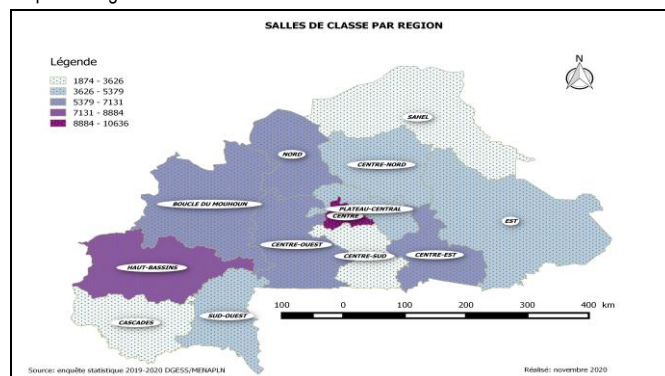 SALLES DE CLASSE PAR REGION
Légende
1874 - 3626
3626 - 5379
5379 - 7131
7131 - 8884
8884 - 10636
N
SAHEL
NORD
CENTRE-NORD
BOUCLE DU MOUHOUN
PLATEAU-CENTRAL
CENTRE
EST
CENTRE-OUEST
CENTRE-SUD
CENTRE-EST
HAUT-BASSINS
100 0 100 200 300 400 km
SUD-OUEST
CASCADES
Source: enquête statistique 2019-2020 DGESS/MENAPLN
Réalisé: novembre 2020